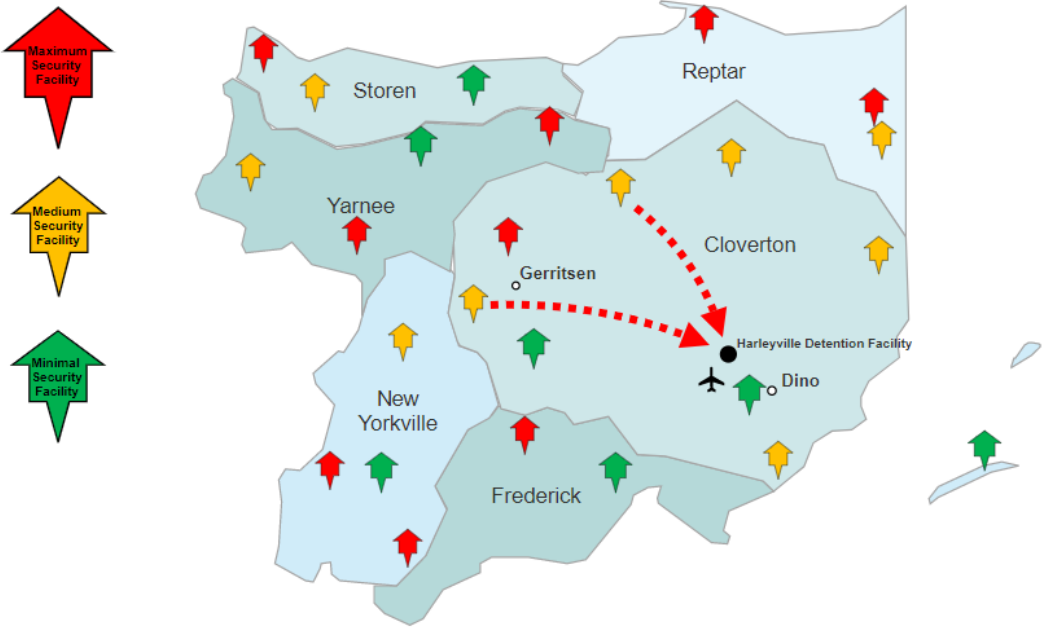 Maximum
Security
Facility
Medium
Security
Facility
Minimal
Security
Facility
Reptar
Storen
Yarnee
Cloverton
Gerritsen
Harleyville Detention Facility
Dino
New
Yorkville
Frederick